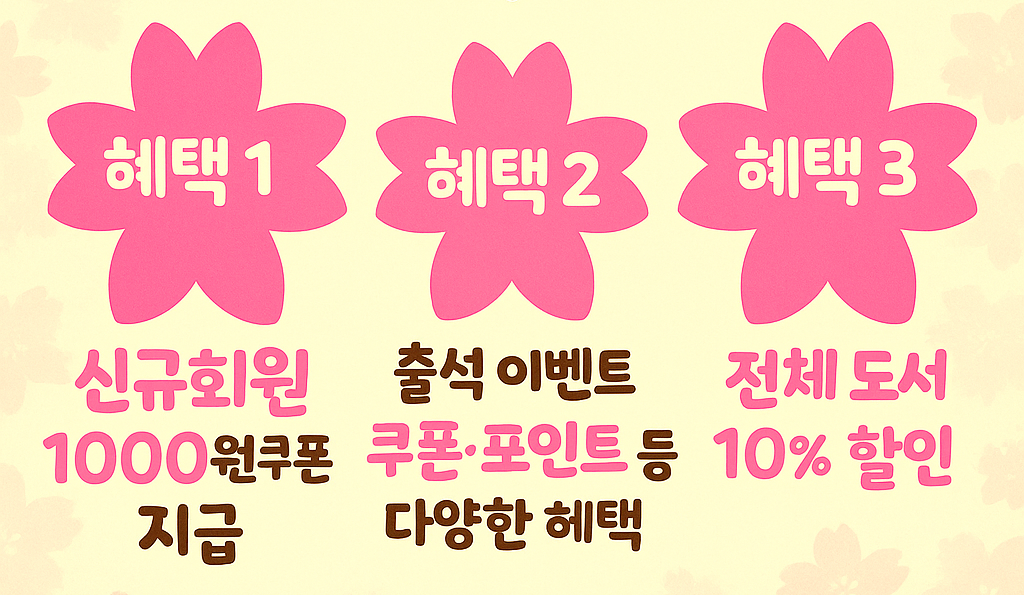 혜택 1
신규회원
1000원쿠폰
지급
혜택 2
출석 이벤트
쿠폰·포인트 등
다양한 헤택
혜택 3
전체 도서
10% 할인